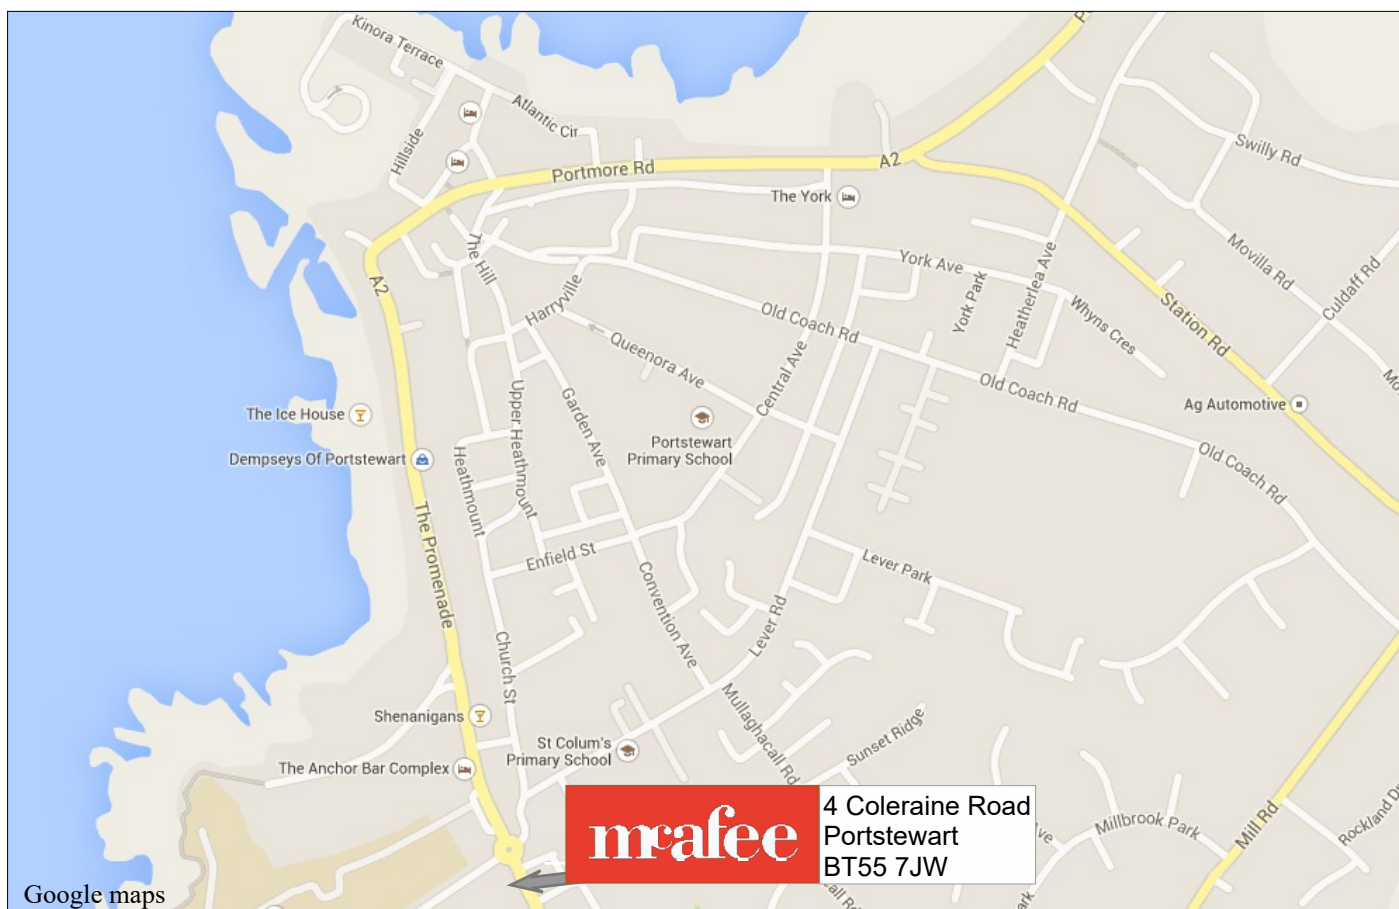 Kinora Terrace
Atlantic Cir
Hillside
Portmore Rd
A2
Swilly Rd
The York
The Hill
York Ave
York Park
Heatherlea Ave
Movilla Rd
Culdaff Rd
A2
Harryville
Old Coach Rd
Whyns Cres
Station Rd
Queenora Ave
Central Ave
Old Coach Rd
Ag Automotive
The Ice House
Upper Heathmount
Garden Ave
Portstewart
Primary School
Dempseys Of Portstewart
Heathmount
Old Coach Rd
The Promenade
Enfield St
Convention Ave
Lever Park
Lever Rd
Church St
Mullaghacall Rd
Shenanigans
Sunset Ridge
St Colum's
Primary School
The Anchor Bar Complex
mcafee
4 Coleraine Road
Portstewart
BT55 7JW
Ave
Millbrook Park
Mill Rd
Rockland Dr
Google maps